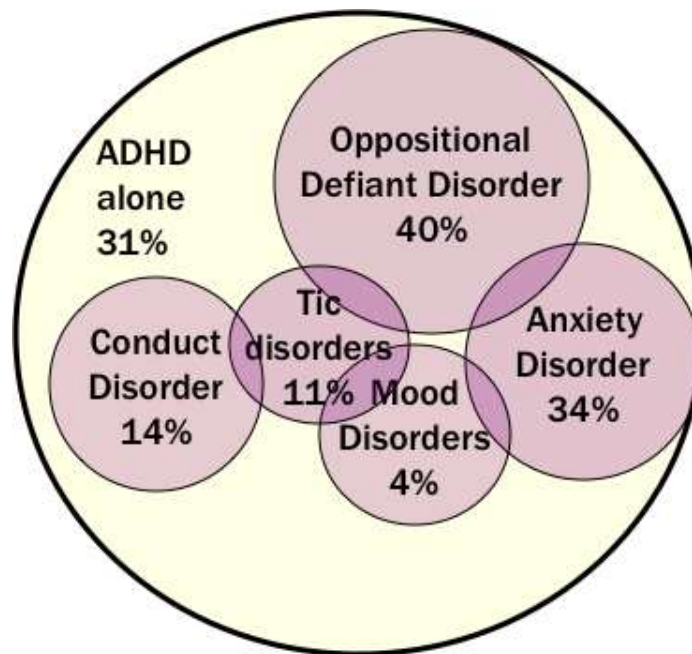 ADHD
alone
31%
Oppositional
Defiant Disorder
40%
Conduct
Disorder
14%
Tic
disorders
11%
Mood
Disorders
4%
Anxiety
Disorder
34%